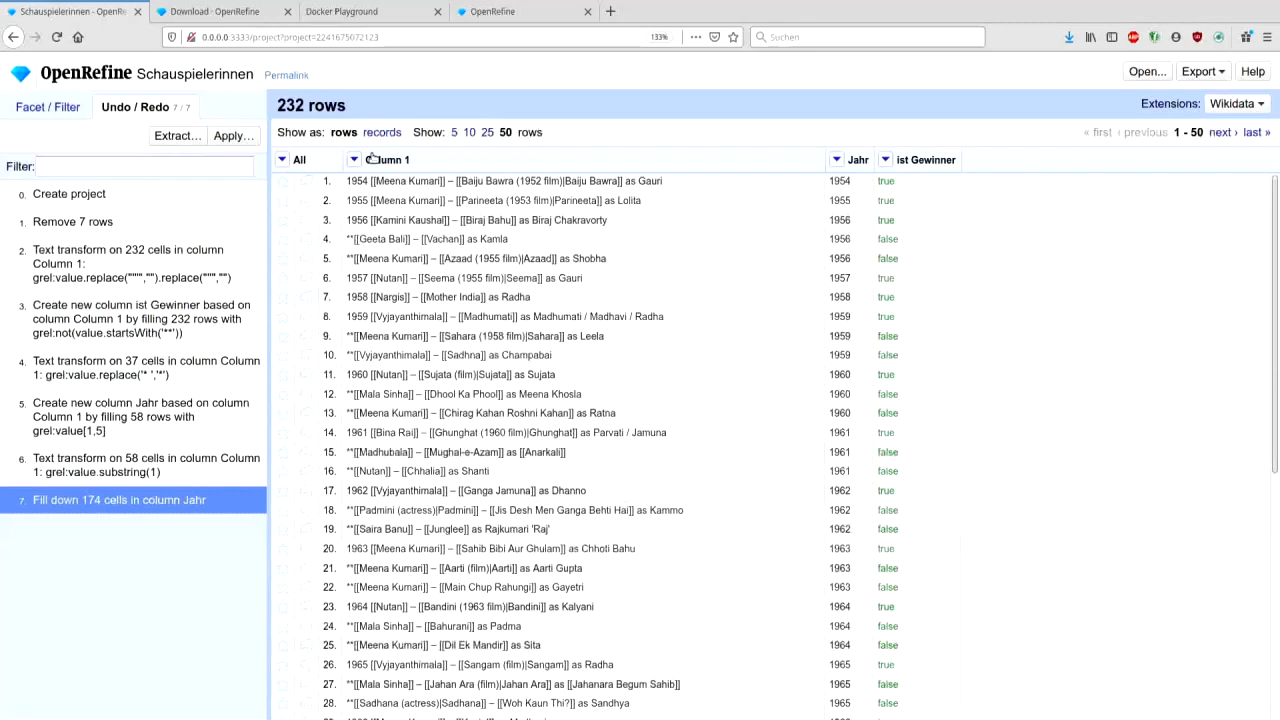 Schauspielerinnen - OpenRe
Download · OpenRefine
Docker Playground
OpenRefine
0.0.0.0:3333/project?project=2241675072123
133%
Suchen
OpenRefine Schauspielerinnen Permalink
Open... Export Help
Facet / Filter Undo / Redo 7 / 7
Extract... Apply...
Filter:
0. Create project
1. Remove 7 rows
2. Text transform on 232 cells in column
Column 1:
grel:value.replace("'''","").replace("''","")
3. Create new column ist Gewinner based on
column Column 1 by filling 232 rows with
grel:not(value.startsWith('**'))
4. Text transform on 37 cells in column Column
1: grel:value.replace('* ','*')
5. Create new column Jahr based on column
Column 1 by filling 58 rows with
grel:value[1,5]
6. Text transform on 58 cells in column Column
1: grel:value.substring(1)
7. Fill down 174 cells in column Jahr
232 rows
Extensions: Wikidata
Show as: rows records Show: 5 10 25 50 rows
« first ‹ previous 1 - 50 next › last »
All Column 1 Jahr ist Gewinner
1. 1954 [[Meena Kumari]] – [[Baiju Bawra (1952 film)|Baiju Bawra]] as Gauri 1954 true
2. 1955 [[Meena Kumari]] – [[Parineeta (1953 film)|Parineeta]] as Lolita 1955 true
3. 1956 [[Kamini Kaushal]] – [[Biraj Bahu]] as Biraj Chakravorty 1956 true
4. **[[Geeta Bali]] – [[Vachan]] as Kamla 1956 false
5. **[[Meena Kumari]] – [[Azaad (1955 film)|Azaad]] as Shobha 1956 false
6. 1957 [[Nutan]] – [[Seema (1955 film)|Seema]] as Gauri 1957 true
7. 1958 [[Nargis]] – [[Mother India]] as Radha 1958 true
8. 1959 [[Vyjayanthimala]] – [[Madhumati]] as Madhumati / Madhavi / Radha 1959 true
9. **[[Meena Kumari]] – [[Sahara (1958 film)|Sahara]] as Leela 1959 false
10. **[[Vyjayanthimala]] – [[Sadhna]] as Champabai 1959 false
11. 1960 [[Nutan]] – [[Sujata (film)|Sujata]] as Sujata 1960 true
12. **[[Mala Sinha]] – [[Dhool Ka Phool]] as Meena Khosla 1960 false
13. **[[Meena Kumari]] – [[Chirag Kahan Roshni Kahan]] as Ratna 1960 false
14. 1961 [[Bina Rai]] – [[Ghunghat (1960 film)|Ghunghat]] as Parvati / Jamuna 1961 true
15. **[[Madhubala]] – [[Mughal-e-Azam]] as [[Anarkali]] 1961 false
16. **[[Nutan]] – [[Chhalia]] as Shanti 1961 false
17. 1962 [[Vyjayanthimala]] – [[Ganga Jamuna]] as Dhanno 1962 true
18. **[[Padmini (actress)|Padmini]] – [[Jis Desh Men Ganga Behti Hai]] as Kammo 1962 false
19. **[[Saira Banu]] – [[Junglee]] as Rajkumari 'Raj' 1962 false
20. 1963 [[Meena Kumari]] – [[Sahib Bibi Aur Ghulam]] as Chhoti Bahu 1963 true
21. **[[Meena Kumari]] – [[Aarti (film)|Aarti]] as Aarti Gupta 1963 false
22. **[[Meena Kumari]] – [[Main Chup Rahungi]] as Gayetri 1963 false
23. 1964 [[Nutan]] – [[Bandini (1963 film)|Bandini]] as Kalyani 1964 true
24. **[[Mala Sinha]] – [[Bahurani]] as Padma 1964 false
25. **[[Meena Kumari]] – [[Dil Ek Mandir]] as Sita 1964 false
26. 1965 [[Vyjayanthimala]] – [[Sangam (film)|Sangam]] as Radha 1965 true
27. **[[Mala Sinha]] – [[Jahan Ara (film)|Jahan Ara]] as [[Jahanara Begum Sahib]] 1965 false
28. **[[Sadhana (actress)|Sadhana]] – [[Woh Kaun Thi?]] as Sandhya 1965 false